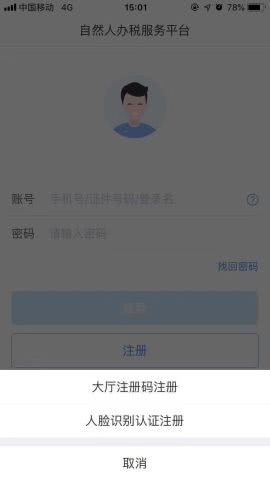 中国移动 4G 15:01 78%
自然人办税服务平台
账号 手机号/证件号码/登录名
密码 请输入密码
找回密码
登录
注册
大厅注册码注册
人脸识别认证注册
取消